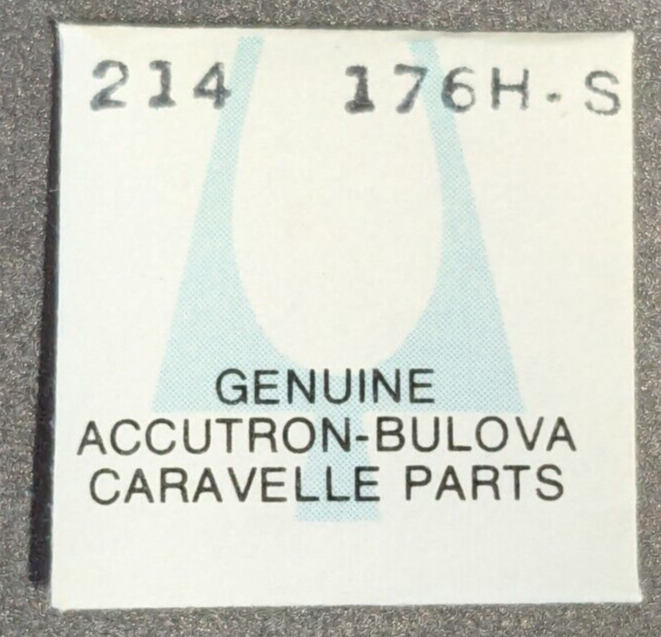 214 176H-S
GENUINE
ACCUTRON-BULOVA
CARAVELLE PARTS